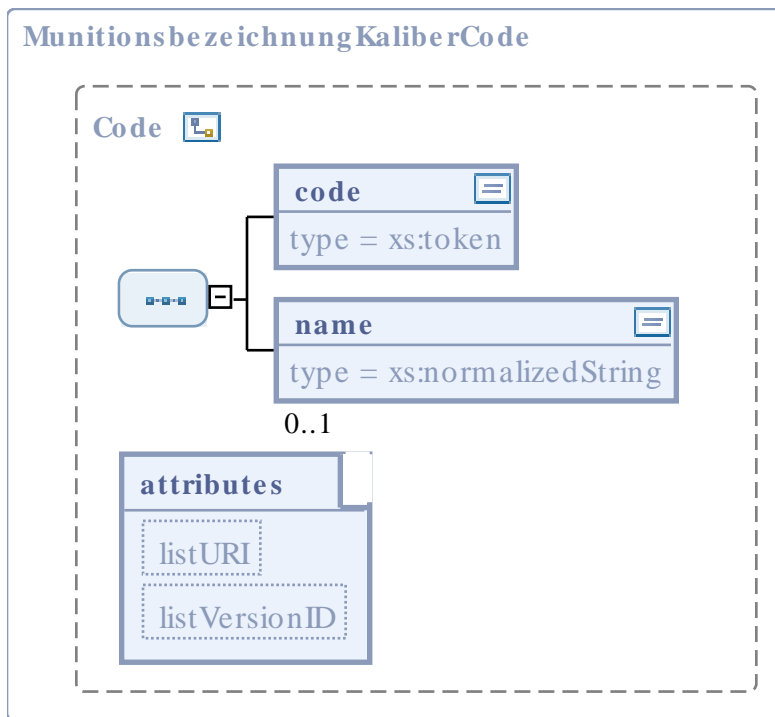 MunitionsbezeichnungKaliberCode
Code
code
type = xs:token
name
type = xs:normalizedString
0..1
attributes
listURI
listVersionID